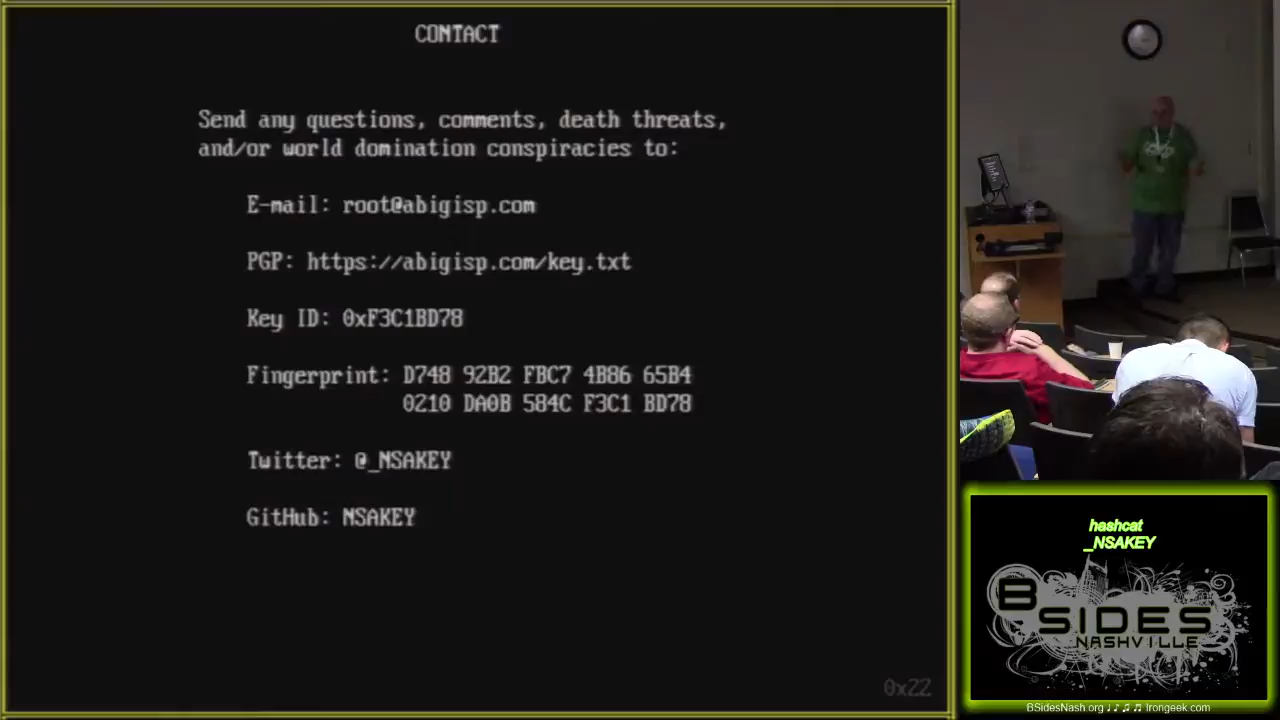 CONTACT
Send any questions, comments, death threats,
and/or world domination conspiracies to:
E-mail: root@abigisp.com
PGP: https://abigisp.com/key.txt
Key ID: 0xF3C1BD78
Fingerprint: D748 92B2 FBC7 4B86 65B4
0210 DA0B 584C F3C1 BD78
Twitter: @_NSAKEY
GitHub: NSAKEY
0x22
hashcat
_NSAKEY
BSIDES
NASHVILLE
BSidesNash.org ♩♪♫♬ Irongeek.com